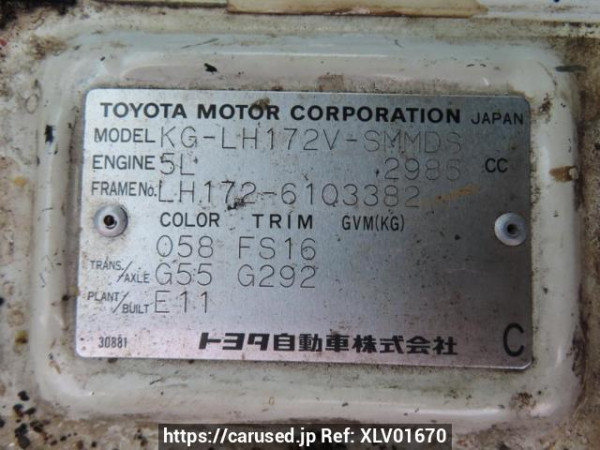 TOYOTA MOTOR CORPORATION JAPAN
MODEL KG-LH172V-SMMDS
ENGINE 5L 2985 CC
FRAME No. LH172-6103382
COLOR TRIM GVM(KG)
058 FS16
TRANS./AXLE G55 G292
PLANT/BUILT E11
30881 トヨタ自動車株式会社 C
https://carused.jp Ref: XLV01670